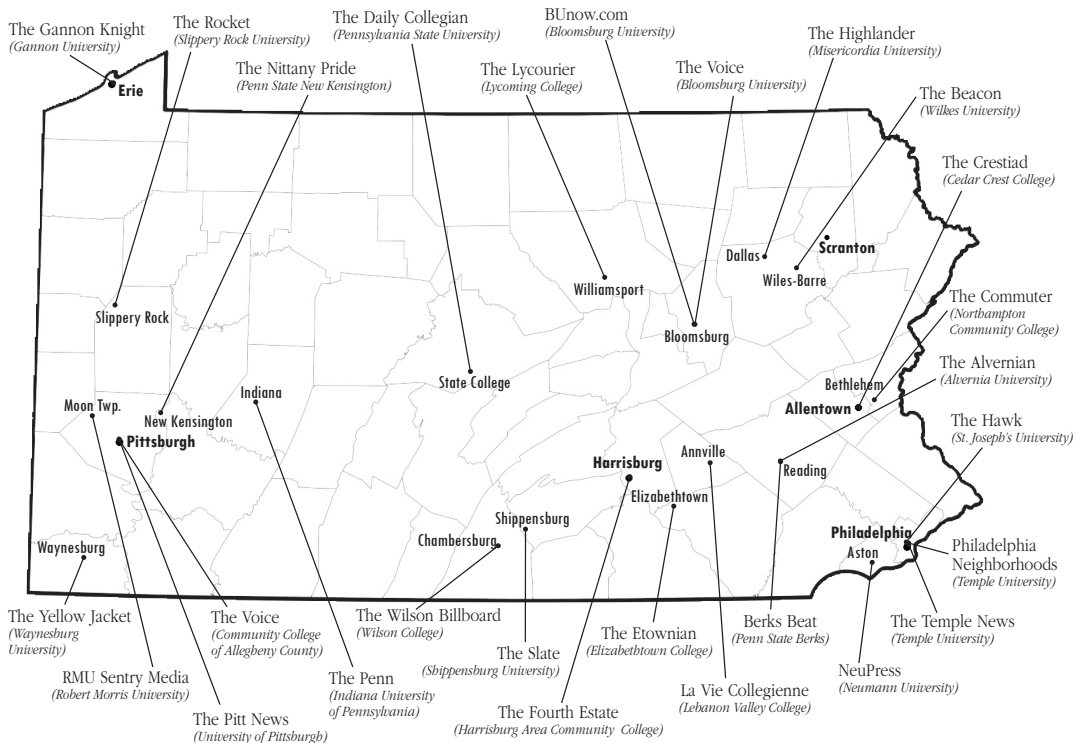 The Gannon Knight
(Gannon University)
The Rocket
(Slippery Rock University)
The Nittany Pride
(Penn State New Kensington)
The Daily Collegian
(Pennsylvania State University)
The Lycourier
(Lycoming College)
BUnow.com
(Bloomsburg University)
The Voice
(Bloomsburg University)
The Highlander
(Misericordia University)
The Beacon
(Wilkes University)
The Crestiad
(Cedar Crest College)
The Commuter
(Northampton
Community College)
The Alvernian
(Alvernia University)
The Hawk
(St. Joseph's University)
Philadelphia
Neighborhoods
(Temple University)
Erie
Scranton
Dallas
Wiles-Barre
Williamsport
Slippery Rock
Bloomsburg
State College
Bethlehem
Allentown
Indiana
Moon Twp.
New Kensington
Pittsburgh
Annville
Harrisburg
Reading
Elizabethtown
Shippensburg
Chambersburg
Philadelphia
Aston
Waynesburg
The Yellow Jacket
(Waynesburg
University)
RMU Sentry Media
(Robert Morris University)
The Voice
(Community College
of Allegheny County)
The Pitt News
(University of Pittsburgh)
The Penn
(Indiana University
of Pennsylvania)
The Wilson Billboard
(Wilson College)
The Slate
(Shippensburg University)
The Fourth Estate
(Harrisburg Area Community College)
The Etownian
(Elizabethtown College)
La Vie Collegienne
(Lebanon Valley College)
Berks Beat
(Penn State Berks)
NeuPress
(Neumann University)
The Temple News
(Temple University)